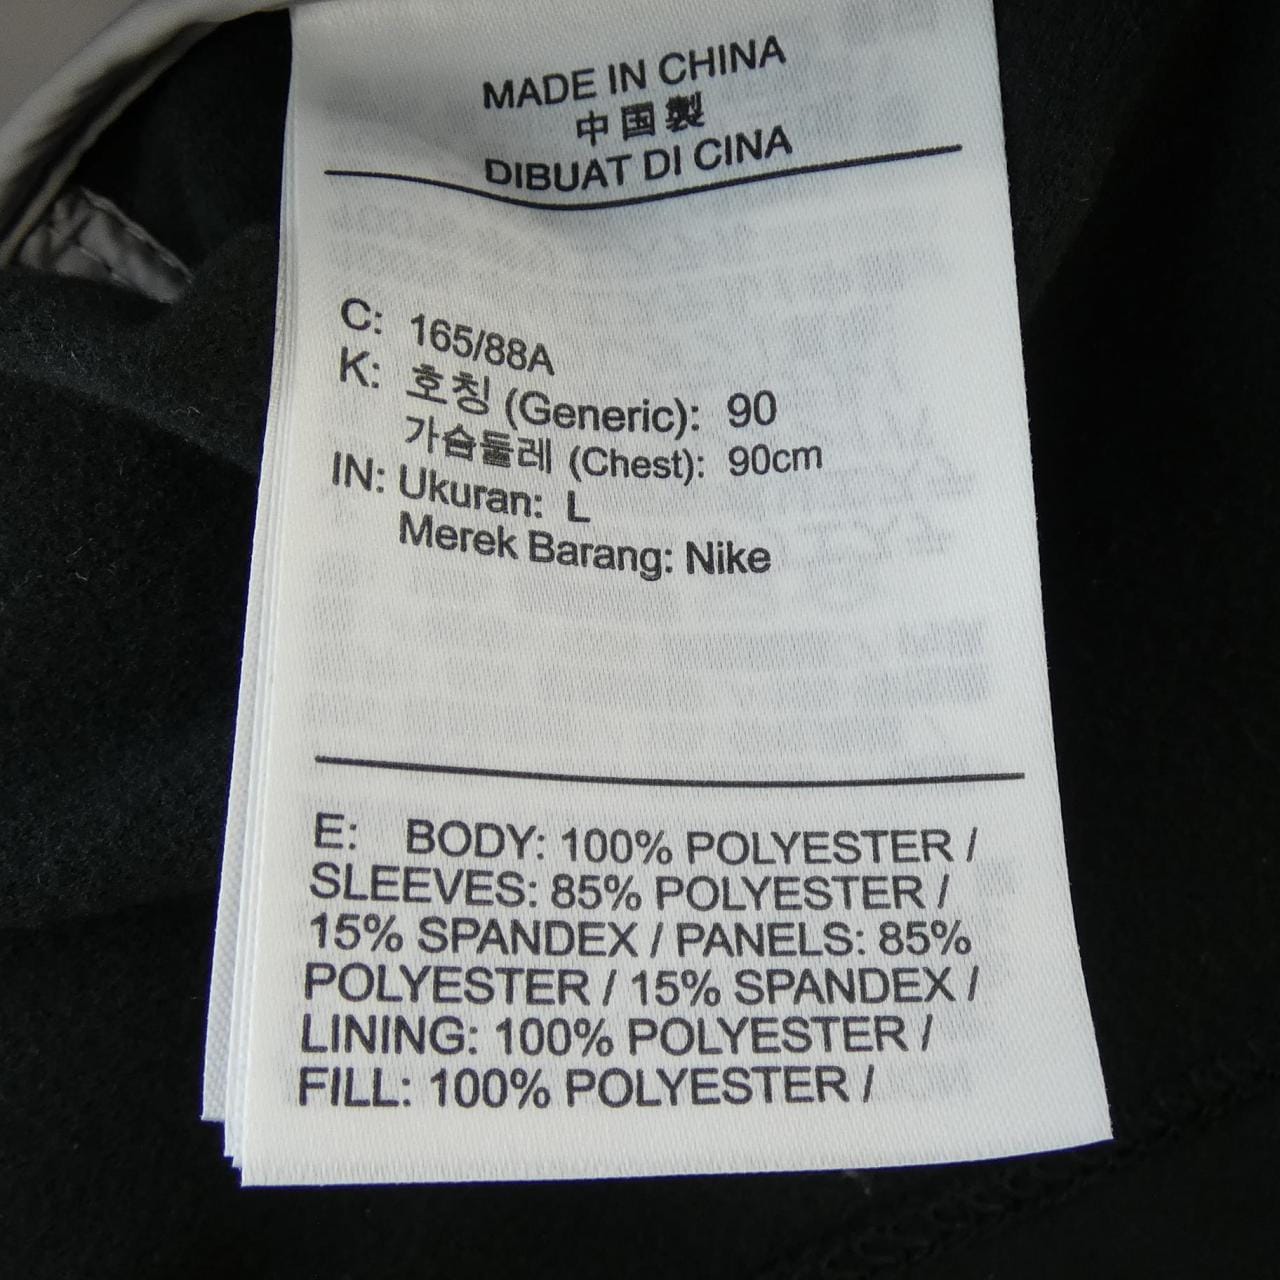 MADE IN CHINA
中国製
DIBUAT DI CINA
C: 165/88A
K: 호칭 (Generic): 90
가슴둘레 (Chest): 90cm
IN: Ukuran: L
Merek Barang: Nike
E: BODY: 100% POLYESTER /
SLEEVES: 85% POLYESTER /
15% SPANDEX / PANELS: 85%
POLYESTER / 15% SPANDEX /
LINING: 100% POLYESTER /
FILL: 100% POLYESTER /